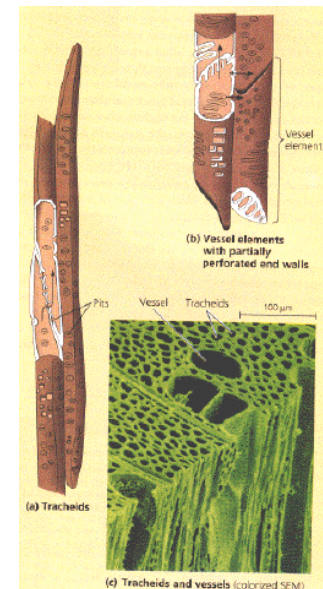 Vessel
element
(b) Vessel elements
with partially
perforated end walls
Pits
Vessel
Tracheids
100 µm
(a) Tracheids
(c) Tracheids and vessels (colorized SEM)